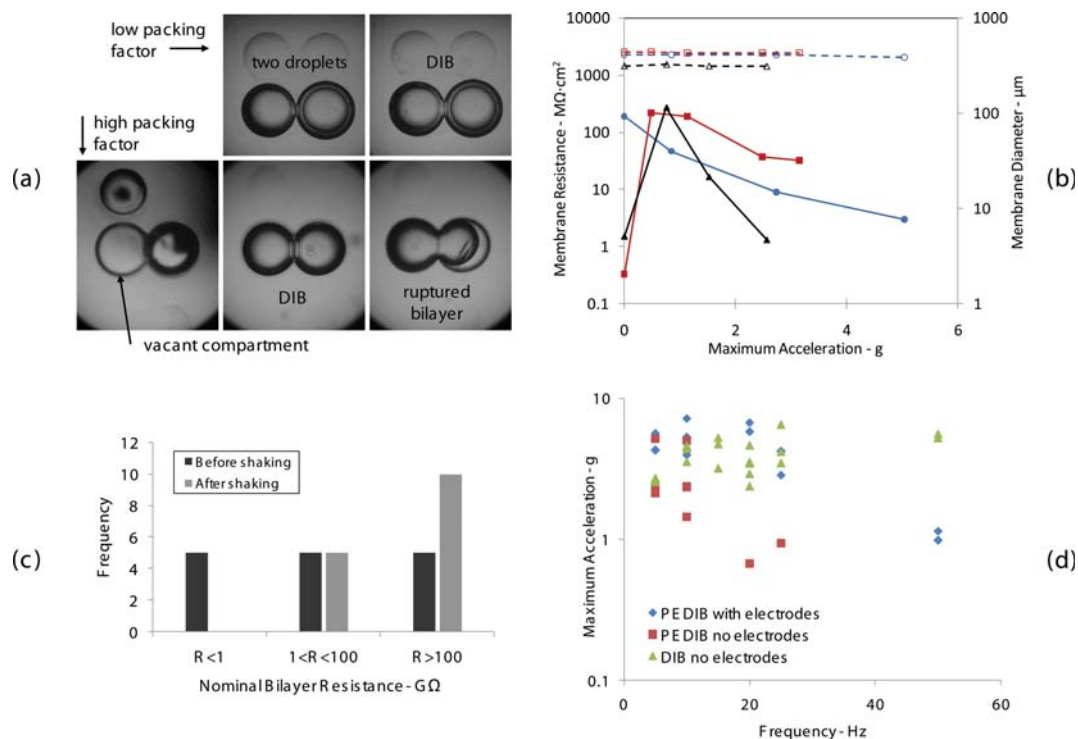 (a)
low packing
factor
two droplets
DIB
high packing
factor
DIB
ruptured
bilayer
vacant compartment
(b)
Membrane Resistance - MΩ·cm²
10000
1000
100
10
1
0.1
0
2
4
6
Maximum Acceleration - g
1000
100
10
1
Membrane Diameter - μm
(c)
Frequency
12
10
8
6
4
2
0
Before shaking
After shaking
R <1
1<R <100
R >100
Nominal Bilayer Resistance - GΩ
(d)
Maximum Acceleration - g
10
1
0.1
PEDIB with electrodes
PEDIB no electrodes
DIB no electrodes
0
20
40
60
Frequency - Hz